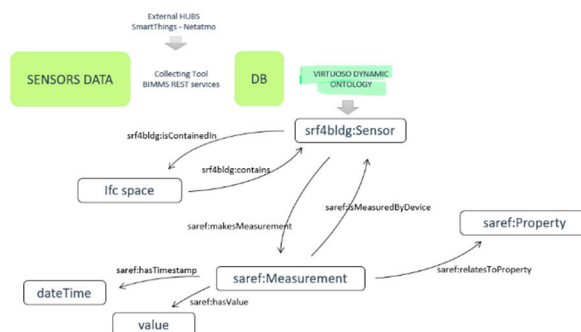 External HUBS
SmartThings - Netatmo
SENSORS DATA
Collecting Tool
BIMMS REST services
DB
VIRTUOSO DYNAMIC
ONTOLOGY
srf4bldg:Sensor
srf4bldg:isContainedIn
srf4bldg:contains
Ifc space
saref:isMeasuredByDevice
saref:makesMeasurement
saref:Property
saref:hasTimestamp
saref:Measurement
saref:relatesToProperty
dateTime
saref:hasValue
value